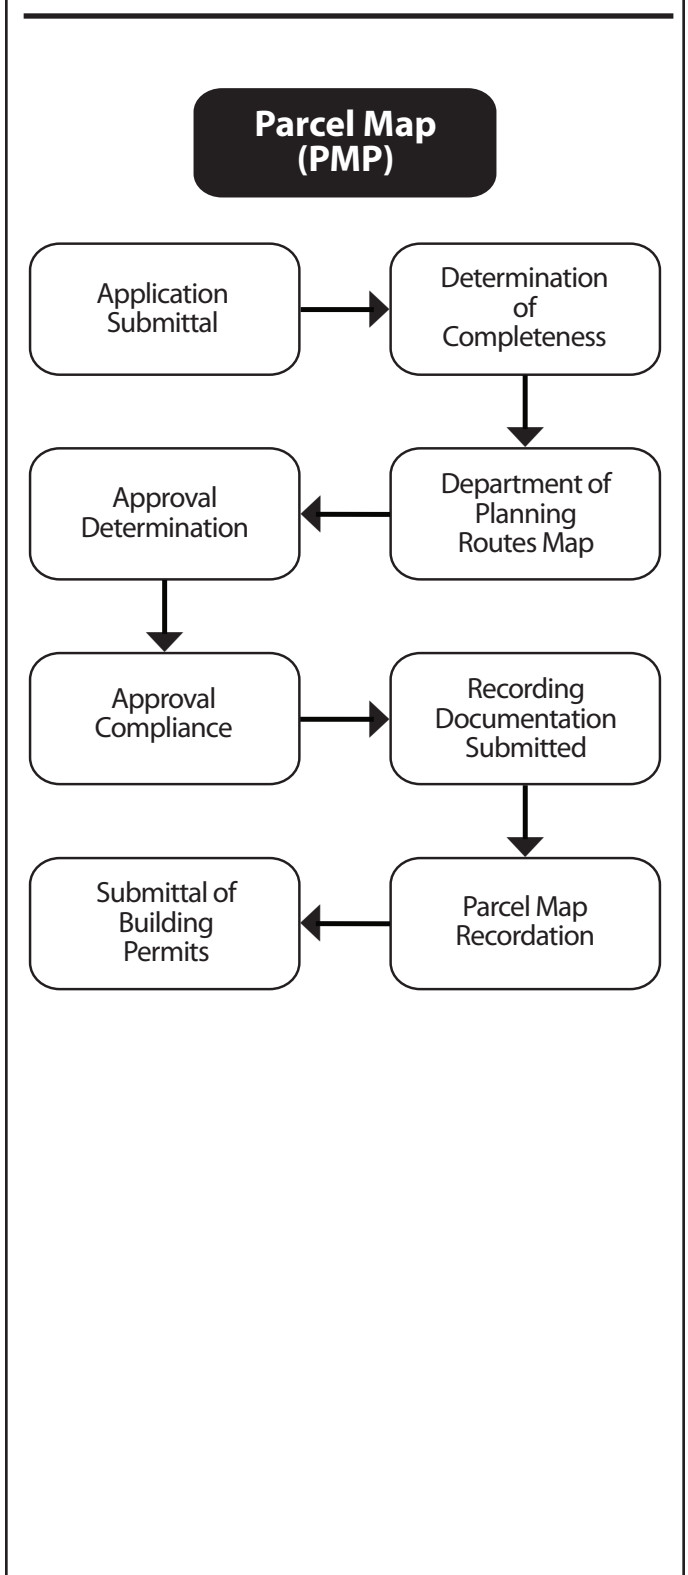 Parcel Map
(PMP)
Application
Submittal
Determination
of
Completeness
Department of
Planning
Routes Map
Approval
Determination
Approval
Compliance
Recording
Documentation
Submitted
Parcel Map
Recordation
Submittal of
Building
Permits